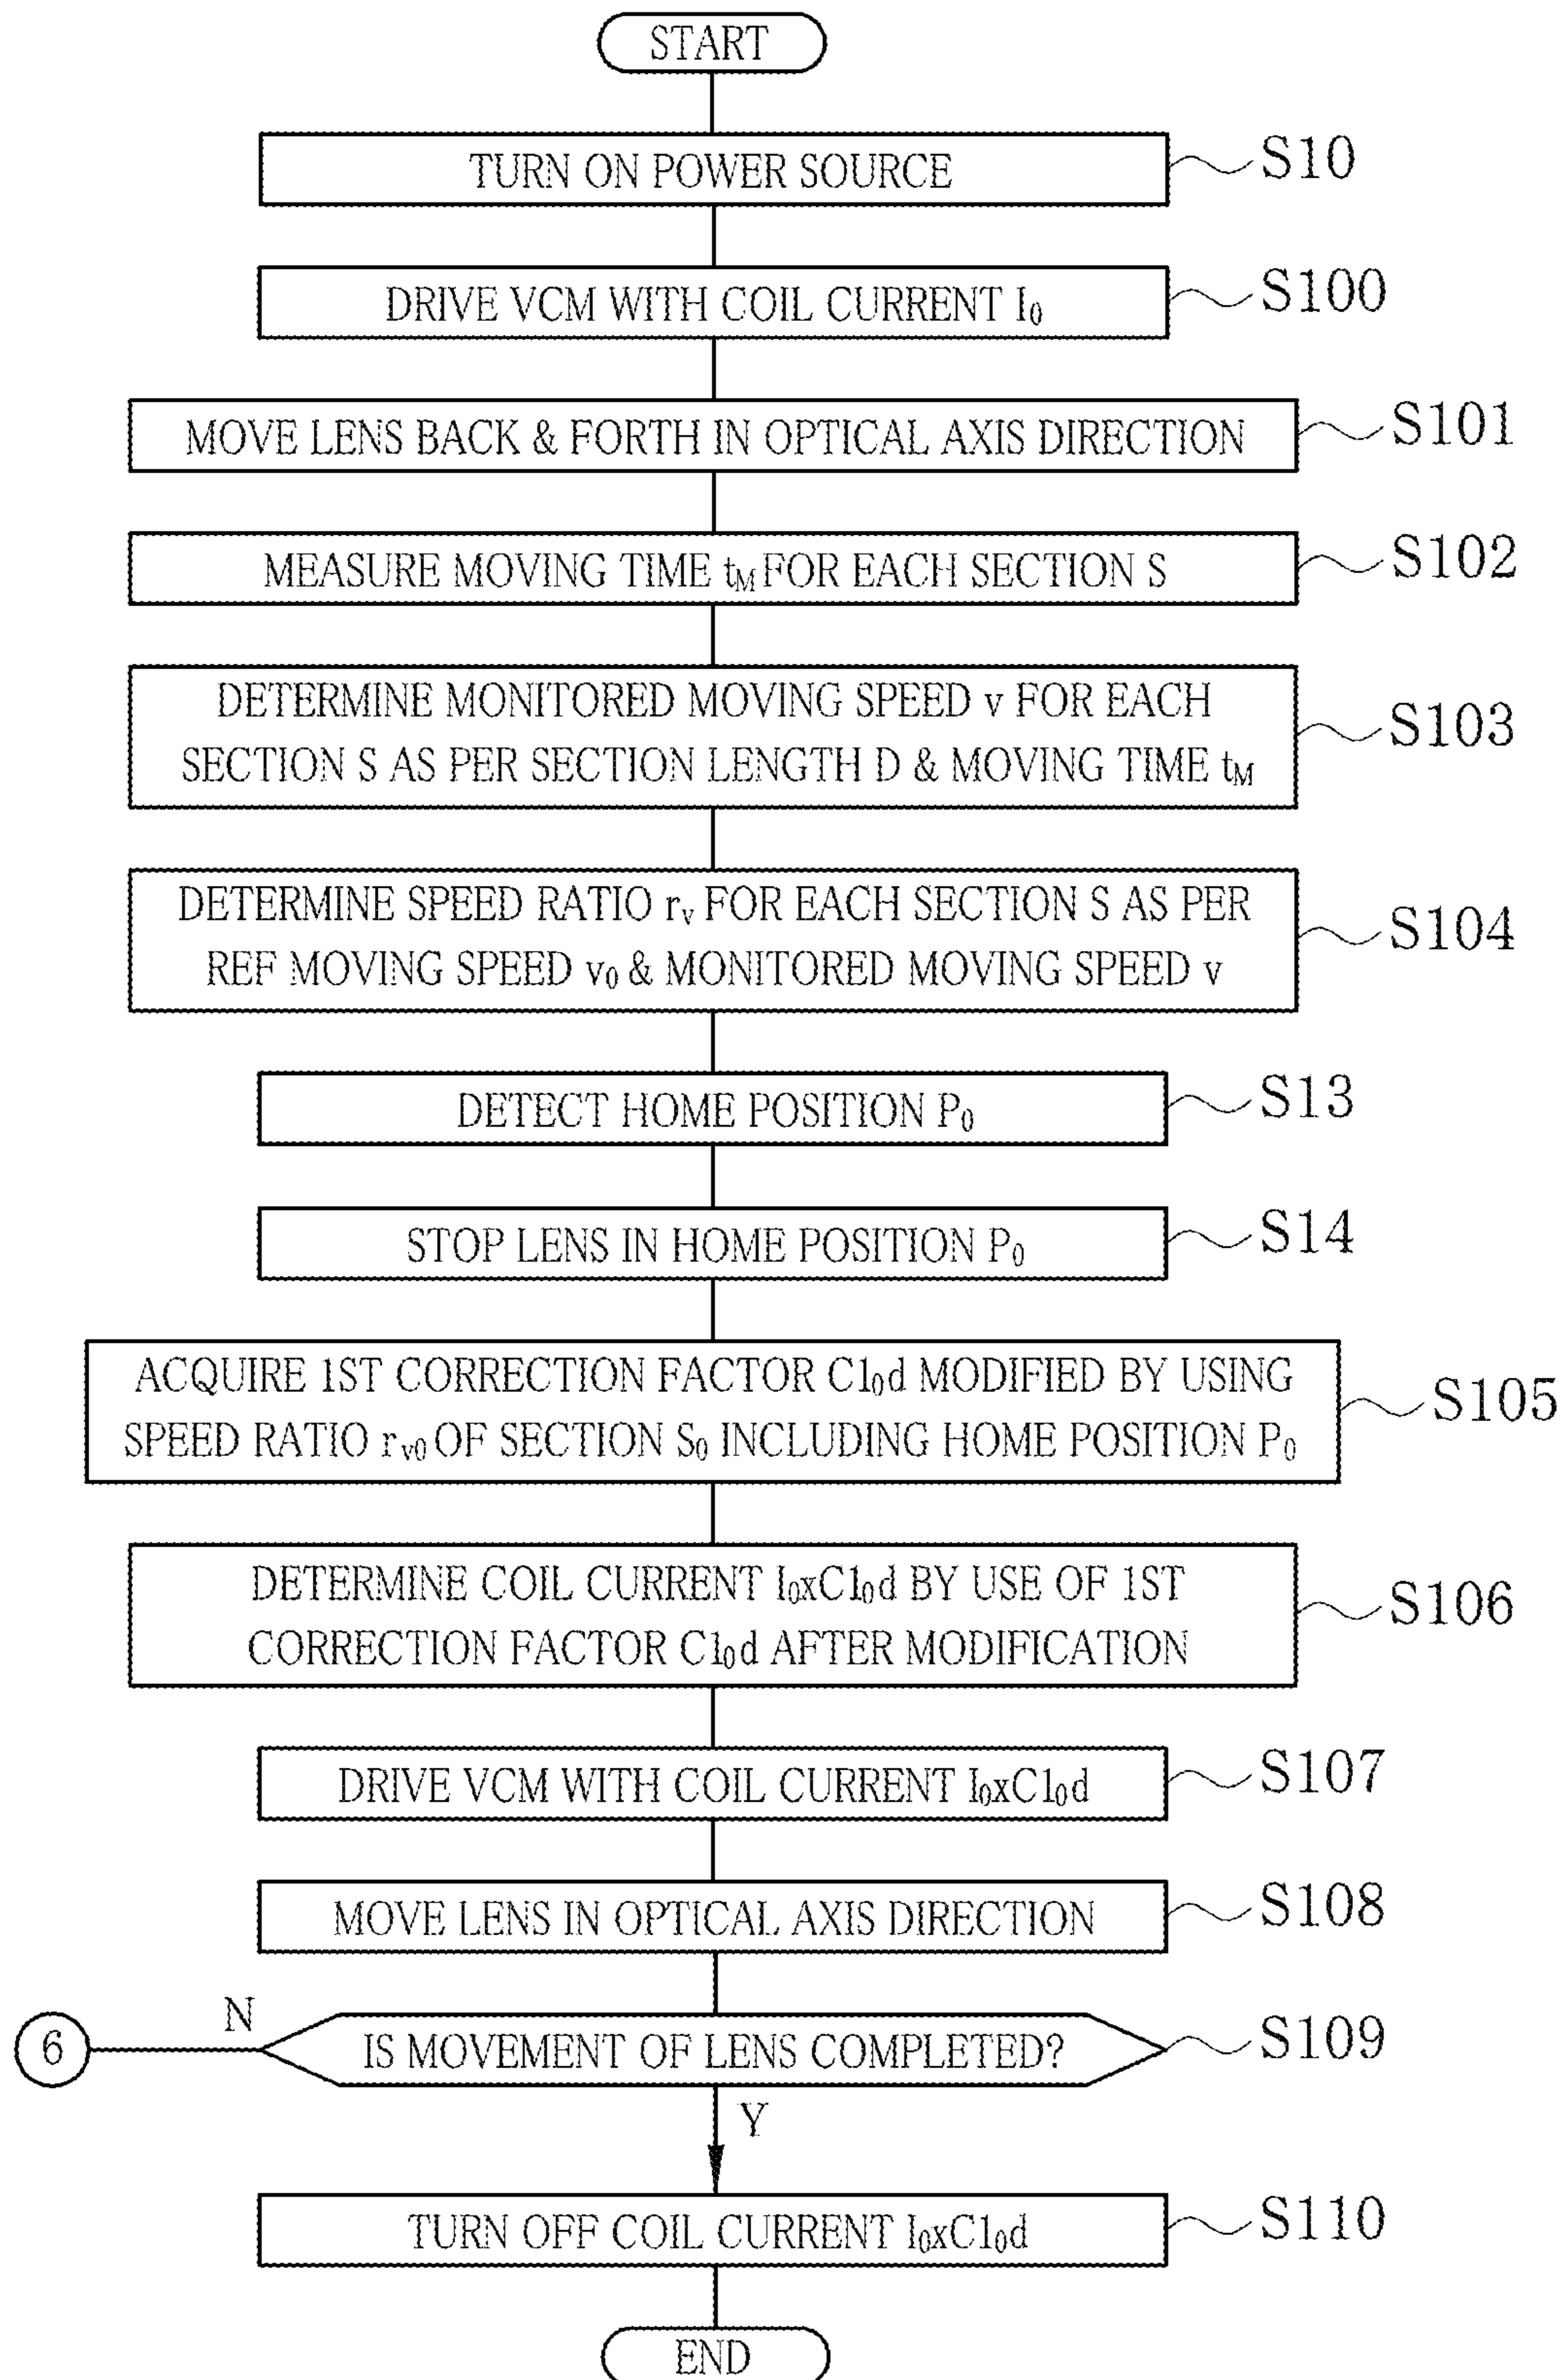 START
TURN ON POWER SOURCE
S10
DRIVE VCM WITH COIL CURRENT I₀
S100
MOVE LENS BACK & FORTH IN OPTICAL AXIS DIRECTION
S101
MEASURE MOVING TIME tM FOR EACH SECTION S
S102
DETERMINE MONITORED MOVING SPEED v FOR EACH
SECTION S AS PER SECTION LENGTH D & MOVING TIME tM
S103
DETERMINE SPEED RATIO rv FOR EACH SECTION S AS PER
REF MOVING SPEED v₀ & MONITORED MOVING SPEED v
S104
DETECT HOME POSITION P₀
S13
STOP LENS IN HOME POSITION P₀
S14
ACQUIRE 1ST CORRECTION FACTOR C1₀d MODIFIED BY USING
SPEED RATIO rv₀ OF SECTION S₀ INCLUDING HOME POSITION P₀
S105
DETERMINE COIL CURRENT I₀xC1₀d BY USE OF 1ST
CORRECTION FACTOR C1₀d AFTER MODIFICATION
S106
DRIVE VCM WITH COIL CURRENT I₀xC1₀d
S107
MOVE LENS IN OPTICAL AXIS DIRECTION
S108
6
N
IS MOVEMENT OF LENS COMPLETED?
S109
Y
TURN OFF COIL CURRENT I₀xC1₀d
S110
END